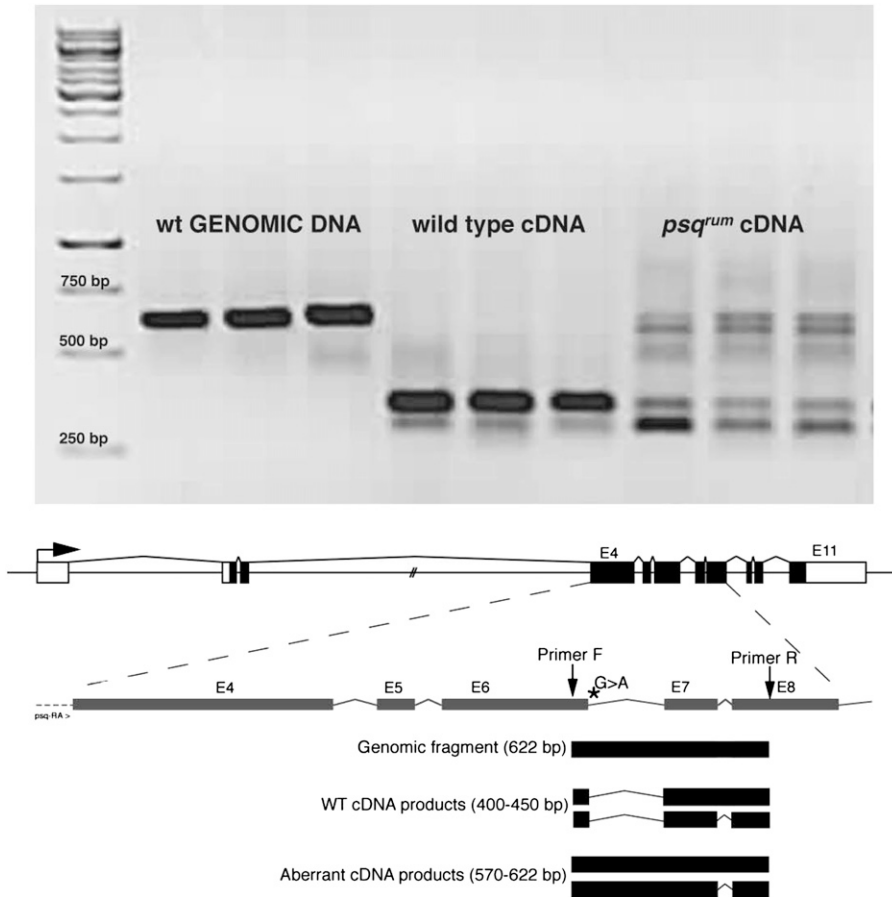 wt GENOMIC DNA wild type cDNA psqrum cDNA
750 bp
500 bp
250 bp
E4 E11
Primer F Primer R
E4 E5 E6 G>A E7 E8
psq-RA >
Genomic fragment (622 bp)
WT cDNA products (400-450 bp)
Aberrant cDNA products (570-622 bp)